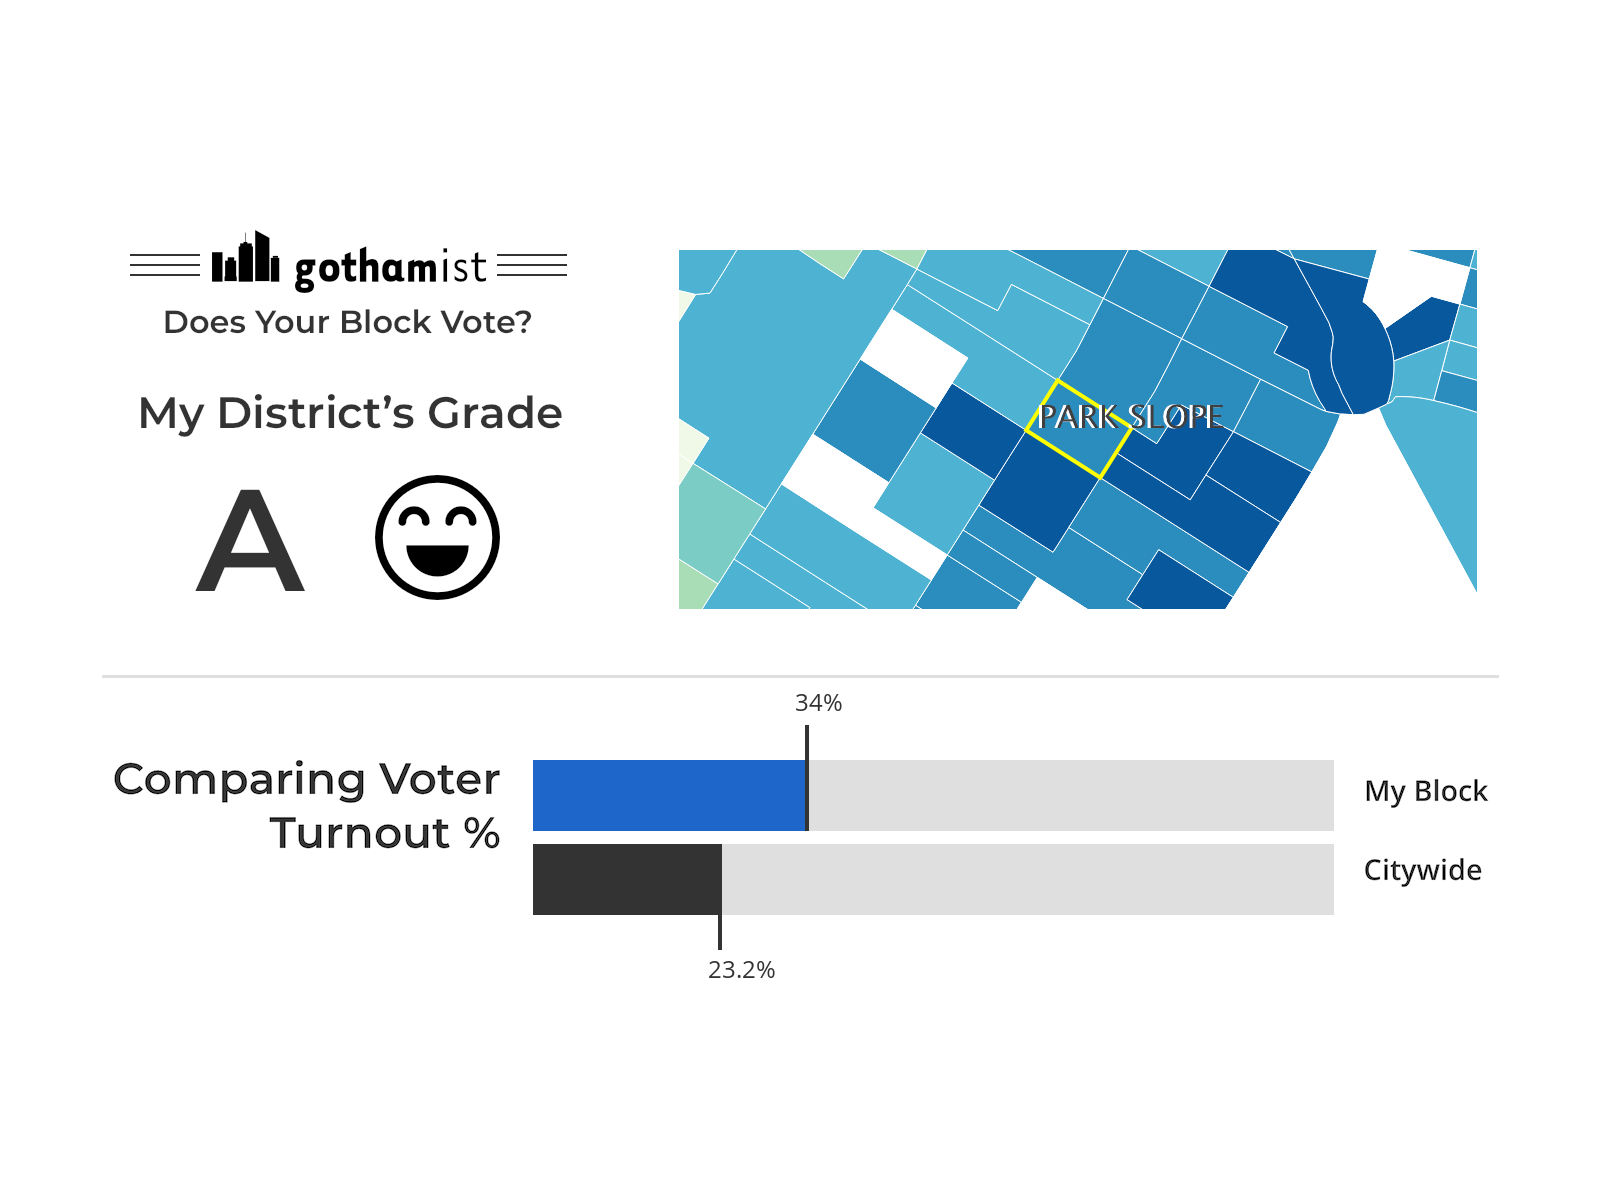 gothamist
Does Your Block Vote?
My District’s Grade
A
PARK SLOPE
34%
Comparing Voter
Turnout %
My Block
Citywide
23.2%